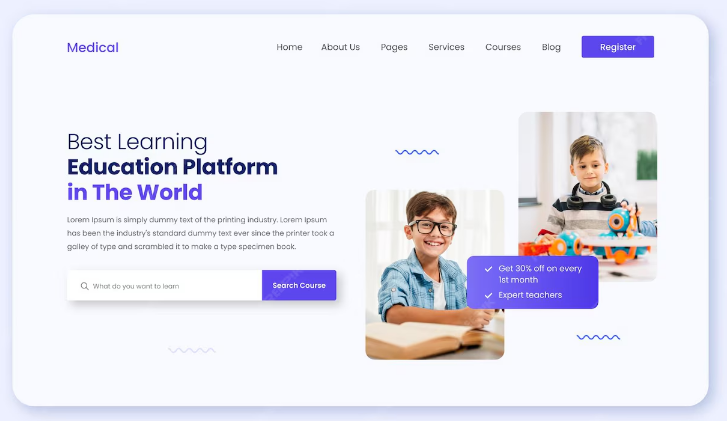 Medical
Home About Us Pages Services Courses Blog Register
Best Learning
Education Platform
in The World
Lorem Ipsum is simply dummy text of the printing industry. Lorem Ipsum
has been the industry's standard dummy text ever since the printer took a
galley of type and scrambled it to make a type specimen book.
What do you want to learn
Search Course
Get 30% off on every
1st month
Expert teachers